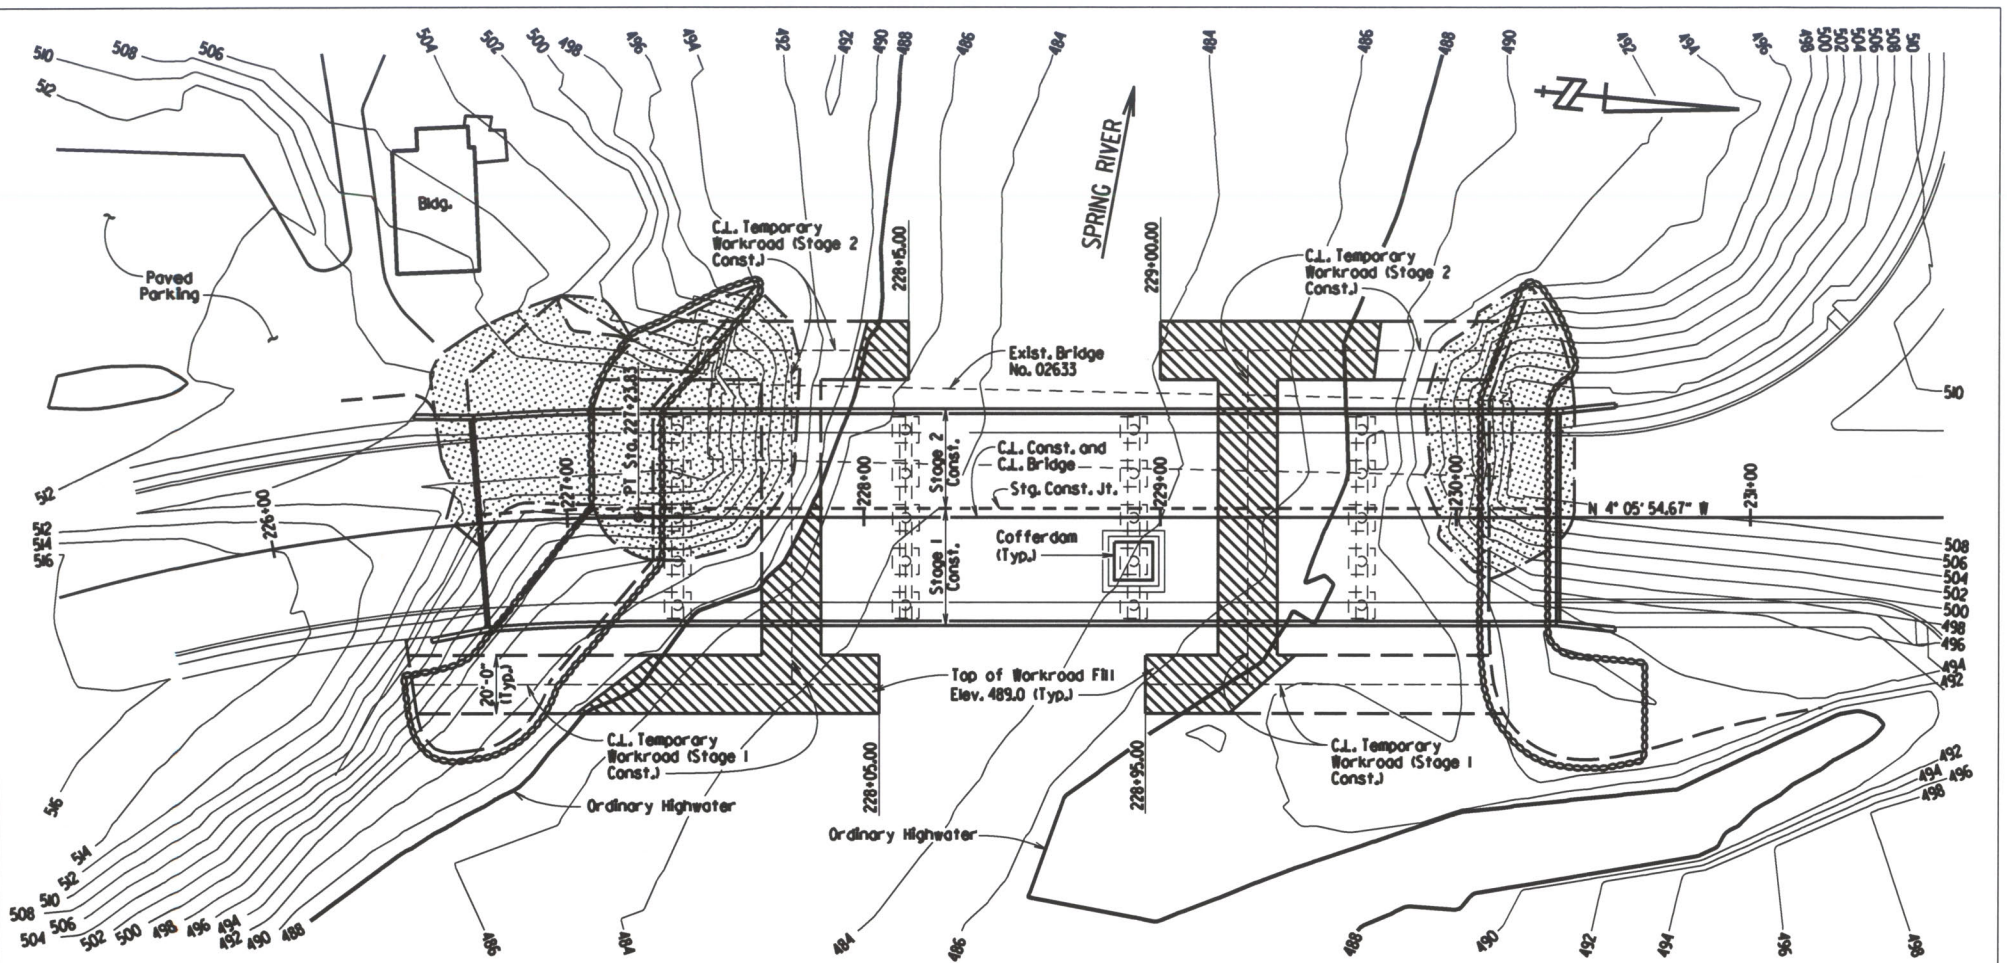 510
508
506
504
502
500
498
496
494
492
492
490
488
486
484
484
486
488
490
492
494
496
498
500
502
504
506
508
510
512
N
SPRING RIVER
Bldg.
Paved
Parking
C.L. Temporary
Workroad (Stage 2
Const.)
228+15.00
229+00.00
C.L. Temporary
Workroad (Stage 2
Const.)
Exist. Bridge
No. 02633
510
PT Sta. 227+23.83
Stage 2
Const.
C.L. Const. and
C.L. Bridge
Stg. Const. Jt.
512
226+00
227+00
228+00
229+00
230+00
231+00
N 4° 05' 54.67" W
512
514
516
Cofferdam
(Typ.)
Stage 1
Const.
508
506
504
502
500
498
496
494
492
20'-0"
(Typ.)
Top of Workroad Fill
Elev. 489.0 (Typ.)
C.L. Temporary
Workroad (Stage 1
Const.)
228+05.00
228+95.00
C.L. Temporary
Workroad (Stage 1
Const.)
Ordinary Highwater
Ordinary Highwater
492
494
496
498
516
514
512
510
508
506
504
502
500
498
496
494
492
490
488
486
484
484
486
488
490
492
494
496
498